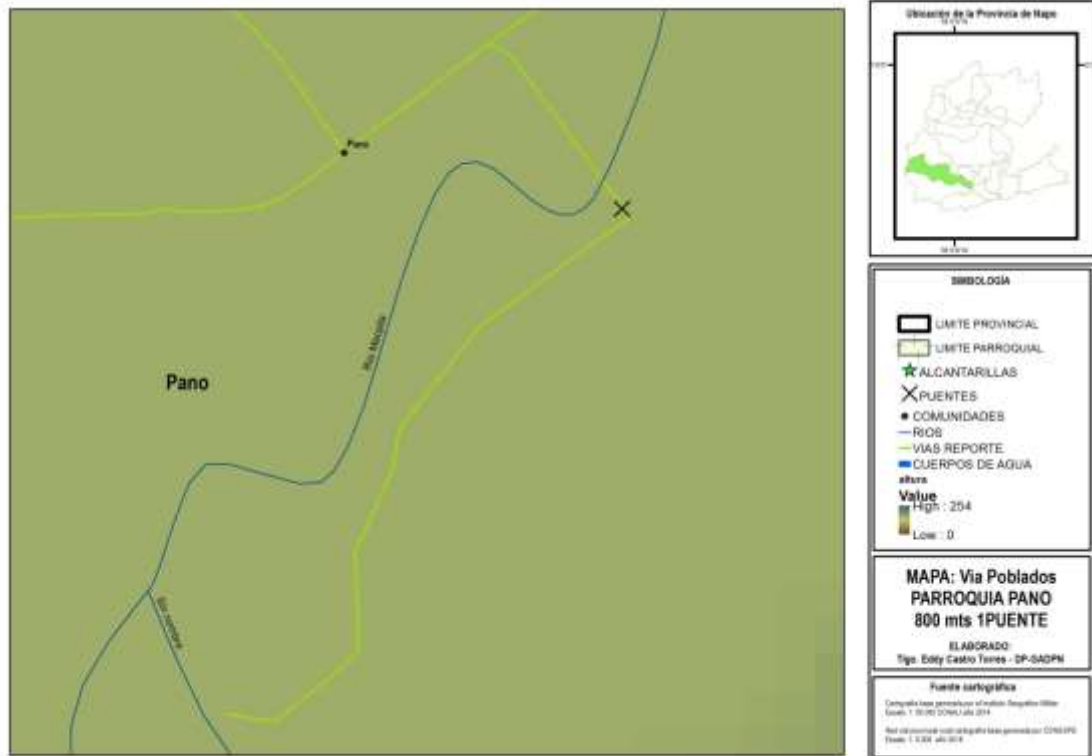 Pano
Pano
Sin nombre
Ubicación de la Provincia de Napo
SIMBOLOGÍA
LIMITE PROVINCIAL
LIMITE PARROQUIAL
ALCANTARILLAS
PUENTES
COMUNIDADES
RIOS
VIAS REPORTE
CUERPOS DE AGUA
altura
Value
High : 254
Low : 0
MAPA: Via Poblados
PARROQUIA PANO
800 mts 1PUENTE
ELABORADO:
Tlgo. Eddy Castro Torres - DP-GADPN
Fuente cartográfica